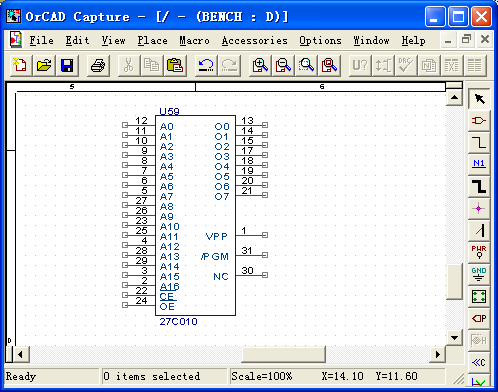 OrCAD Capture - [/ - (BENCH : D)]
File Edit View Place Macro Accessories Options Window Help
U? DRC
5 6
U59
12 A0 O0 13
11 A1 O1 14
10 A2 O2 15
9 A3 O3 17
8 A4 O4 18
7 A5 O5 19
6 A6 O6 20
5 A7 O7 21
27 A8
26 A9
23 A10
25 A11 VPP 1
4 A12
28 A13 /PGM 31
29 A14
3 A15 NC 30
2 A16
22 CE
24 OE
27C010
N1
PWR
GND
D
Ready 0 items selected Scale=100% X=14.10 Y=11.60